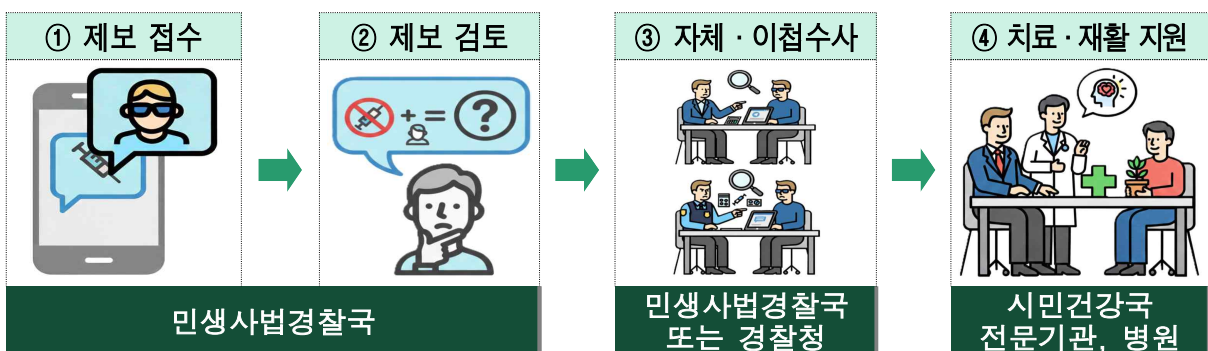 ① 제보 접수
② 제보 검토
③ 자체 · 이첩수사
④ 치료 · 재활 지원
+ = ?
민생사법경찰국
민생사법경찰국
또는 경찰청
시민건강국
전문기관, 병원